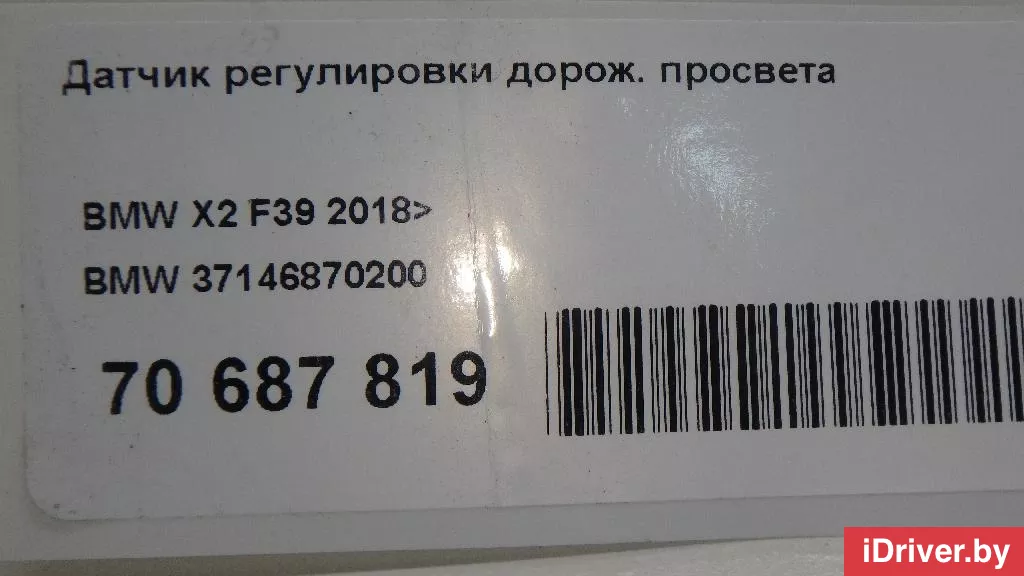 Датчик регулировки дорож. просвета
BMW X2 F39 2018>
BMW 37146870200
70 687 819
iDriver.by